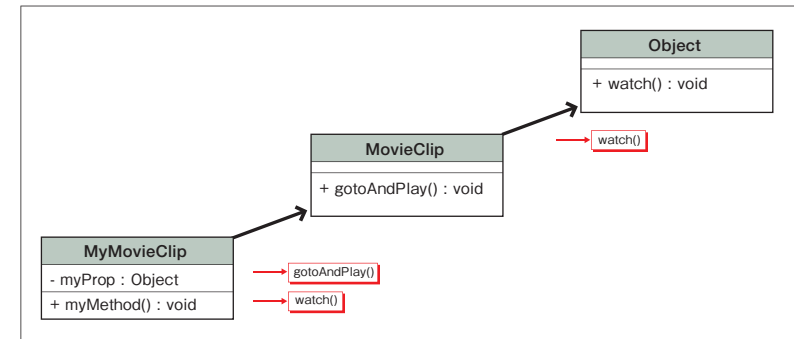 Object
+ watch() : void
watch()
MovieClip
+ gotoAndPlay() : void
MyMovieClip
- myProp : Object
+ myMethod() : void
gotoAndPlay()
watch()